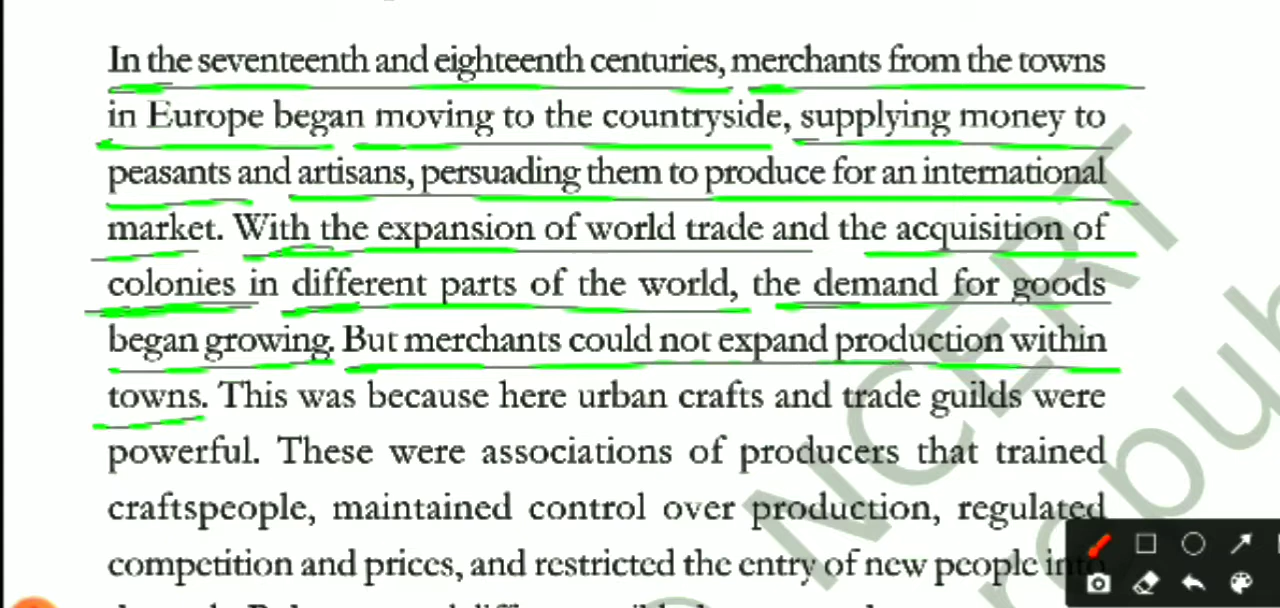 In the seventeenth and eighteenth centuries, merchants from the towns
in Europe began moving to the countryside, supplying money to
peasants and artisans, persuading them to produce for an international
market. With the expansion of world trade and the acquisition of
colonies in different parts of the world, the demand for goods
began growing. But merchants could not expand production within
towns. This was because here urban crafts and trade guilds were
powerful. These were associations of producers that trained
craftspeople, maintained control over production, regulated
competition and prices, and restricted the entry of new people into
NCERT